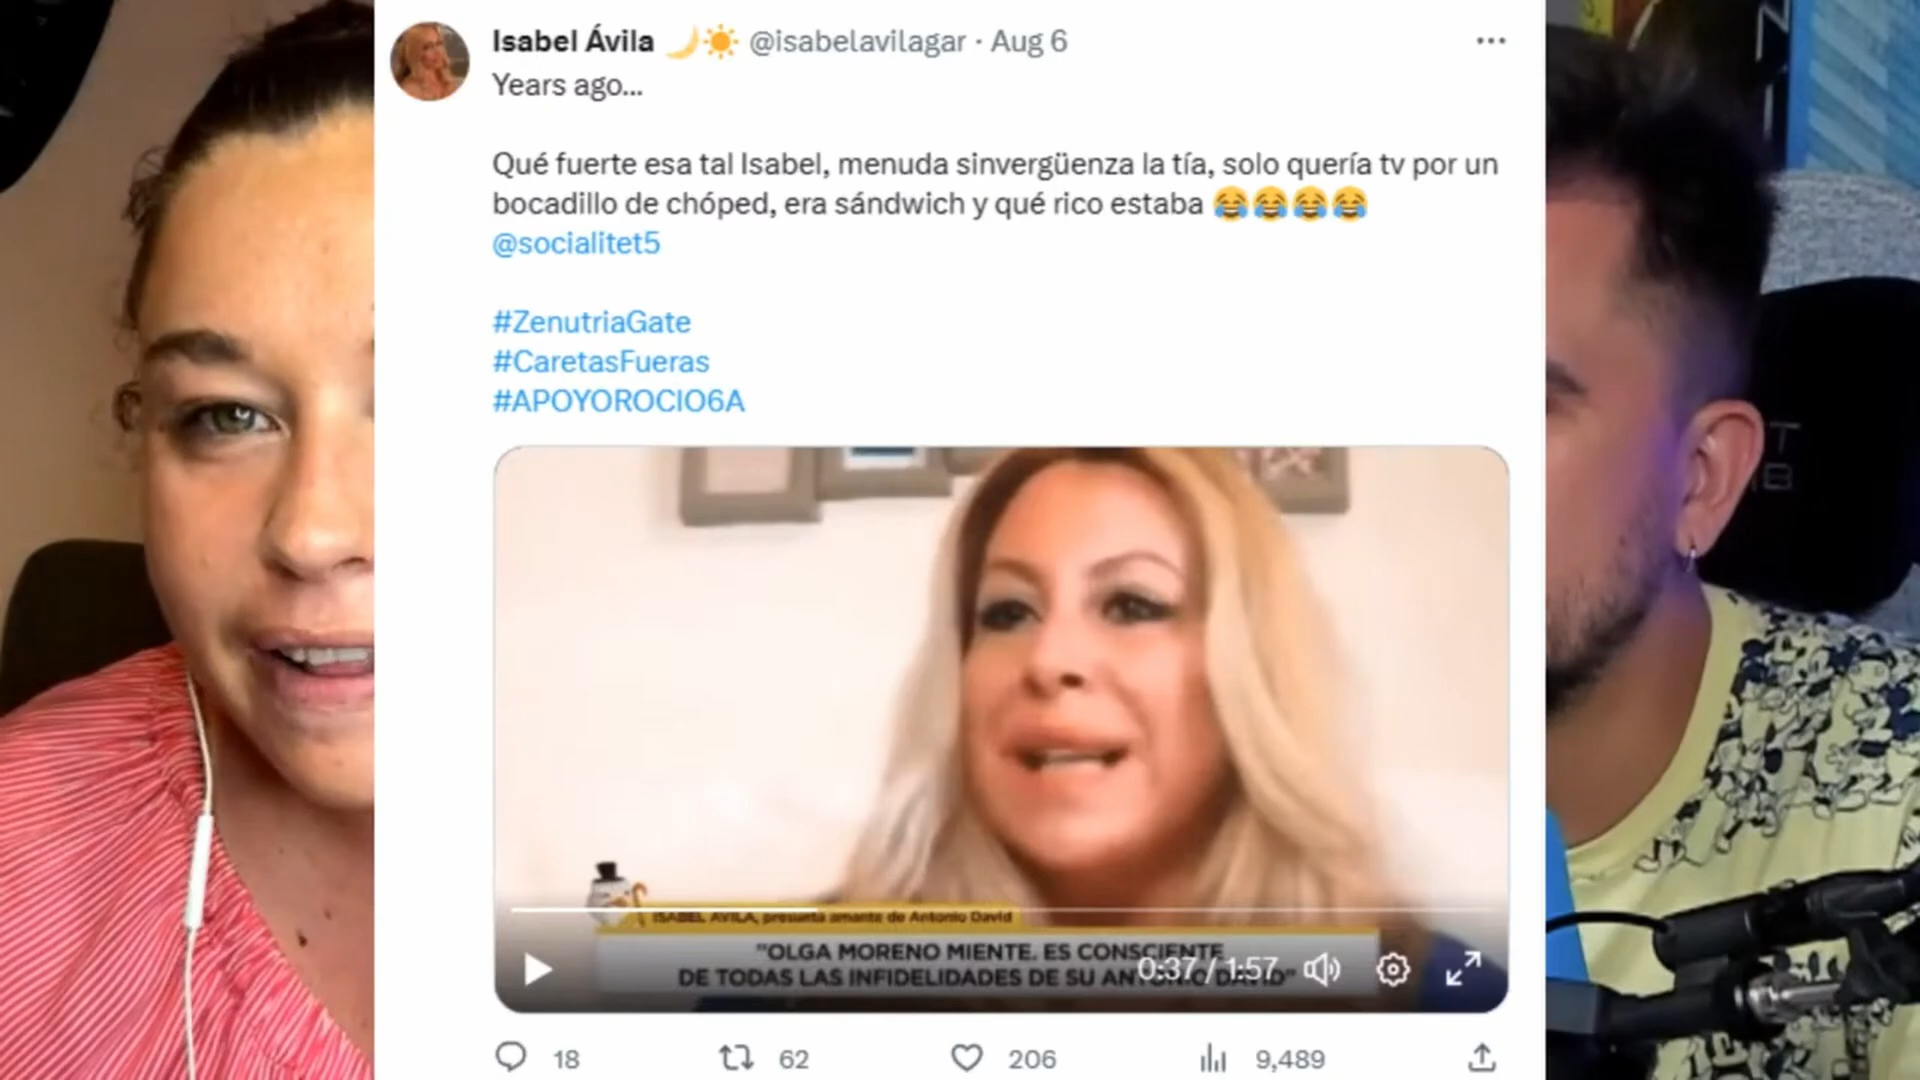 Isabel Ávila 🌙☀️ @isabelavilagar · Aug 6
Years ago...
Qué fuerte esa tal Isabel, menuda sinvergüenza la tía, solo quería tv por un
bocadillo de chóped, era sándwich y qué rico estaba 😂😂😂😂
@socialitet5
#ZenutriaGate
#CaretasFueras
#APOYOROCIO6A
ISABEL AVILA, presunta amante de Antonio David
"OLGA MORENO MIENTE. ES CONSCIENTE
DE TODAS LAS INFIDELIDADES DE SU ANTONIO DAVID"
0:37 / 1:57
18
62
206
9,489